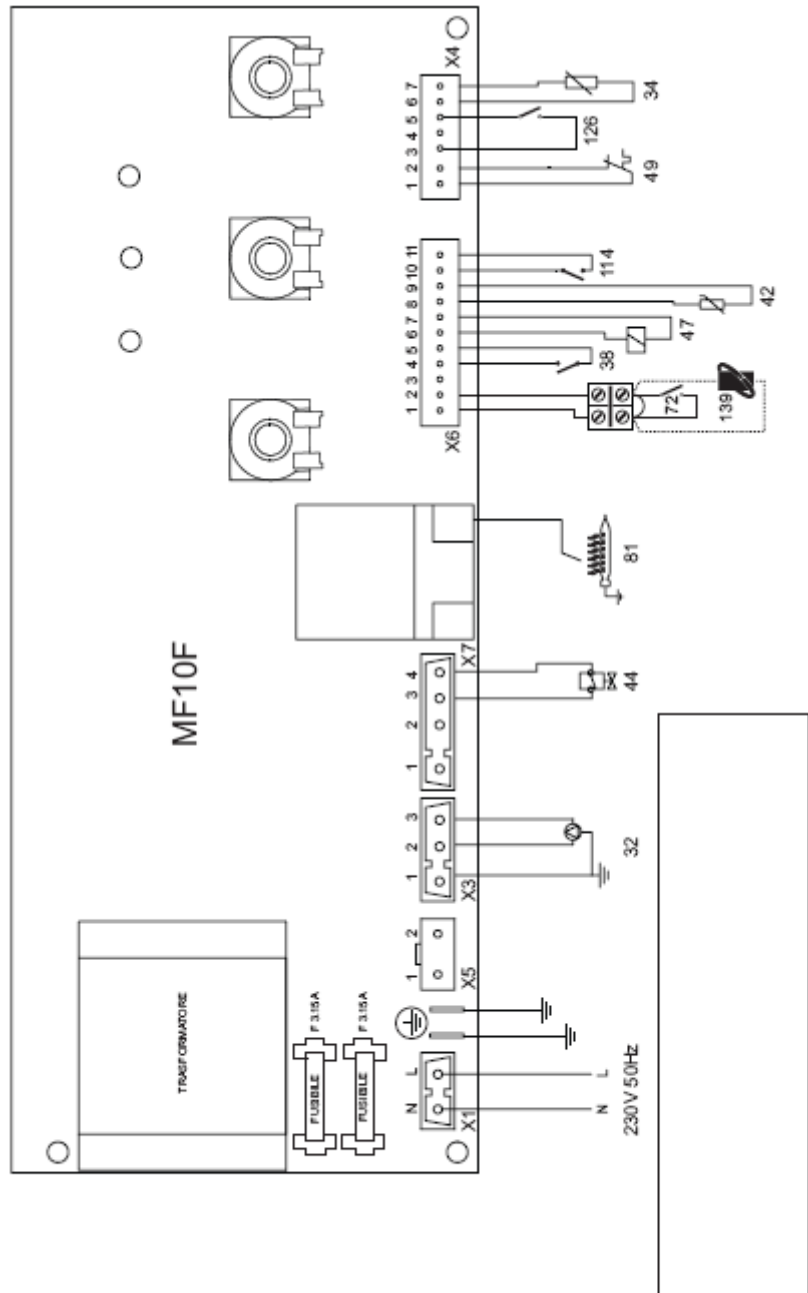 MF10F
TRASFORMATORE
FUSIBILE F 3.15A
FUSIBILE F 3.15A
N L
X1
1 2
X5
1 2 3
X3
1 2 3 4
X7
1 2 3 4 5 6 7 8 9 10 11
X6
1 2 3 4 5 6 7
X4
N L
230V 50Hz
32
44
81
72
139
38
47
42
114
49
126
34